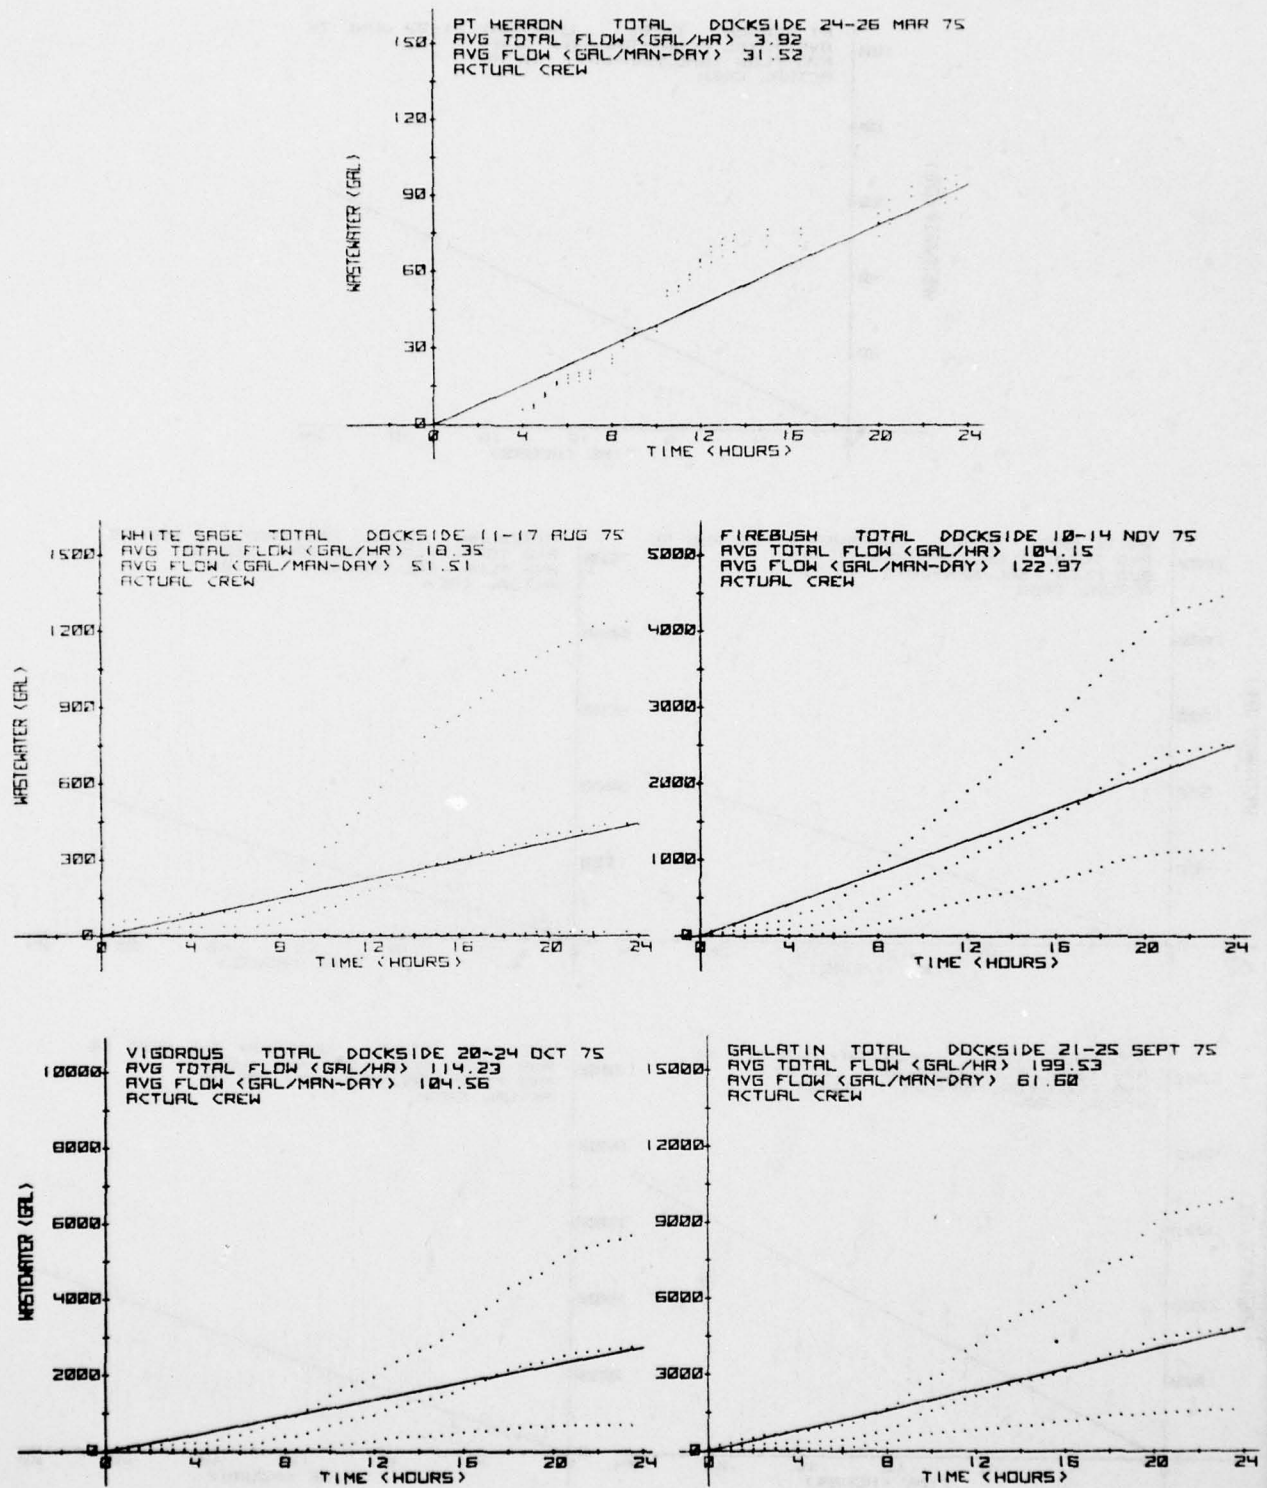 PT HERRON TOTAL DOCKSIDE 24-26 MAR 75
AVG TOTAL FLOW <GAL/HR> 3.92
AVG FLOW <GAL/MAN-DAY> 31.52
ACTUAL CREW
150
120
90
60
30
0
WASTEWATER <GAL>
0 4 8 12 16 20 24
TIME <HOURS>
WHITE SAGE TOTAL DOCKSIDE 11-17 AUG 75
AVG TOTAL FLOW <GAL/HR> 18.35
AVG FLOW <GAL/MAN-DAY> 51.51
ACTUAL CREW
1500
1200
900
600
300
0
WASTEWATER <GAL>
0 4 8 12 16 20 24
TIME <HOURS>
FIREBUSH TOTAL DOCKSIDE 10-14 NOV 75
AVG TOTAL FLOW <GAL/HR> 104.15
AVG FLOW <GAL/MAN-DAY> 122.97
ACTUAL CREW
5000
4000
3000
2000
1000
0
0 4 8 12 16 20 24
TIME <HOURS>
VIGOROUS TOTAL DOCKSIDE 20-24 OCT 75
AVG TOTAL FLOW <GAL/HR> 114.23
AVG FLOW <GAL/MAN-DAY> 104.56
ACTUAL CREW
10000
8000
6000
4000
2000
0
WASTEWATER <GAL>
0 4 8 12 16 20 24
TIME <HOURS>
GALLATIN TOTAL DOCKSIDE 21-25 SEPT 75
AVG TOTAL FLOW <GAL/HR> 199.53
AVG FLOW <GAL/MAN-DAY> 61.60
ACTUAL CREW
15000
12000
9000
6000
3000
0
0 4 8 12 16 20 24
TIME <HOURS>